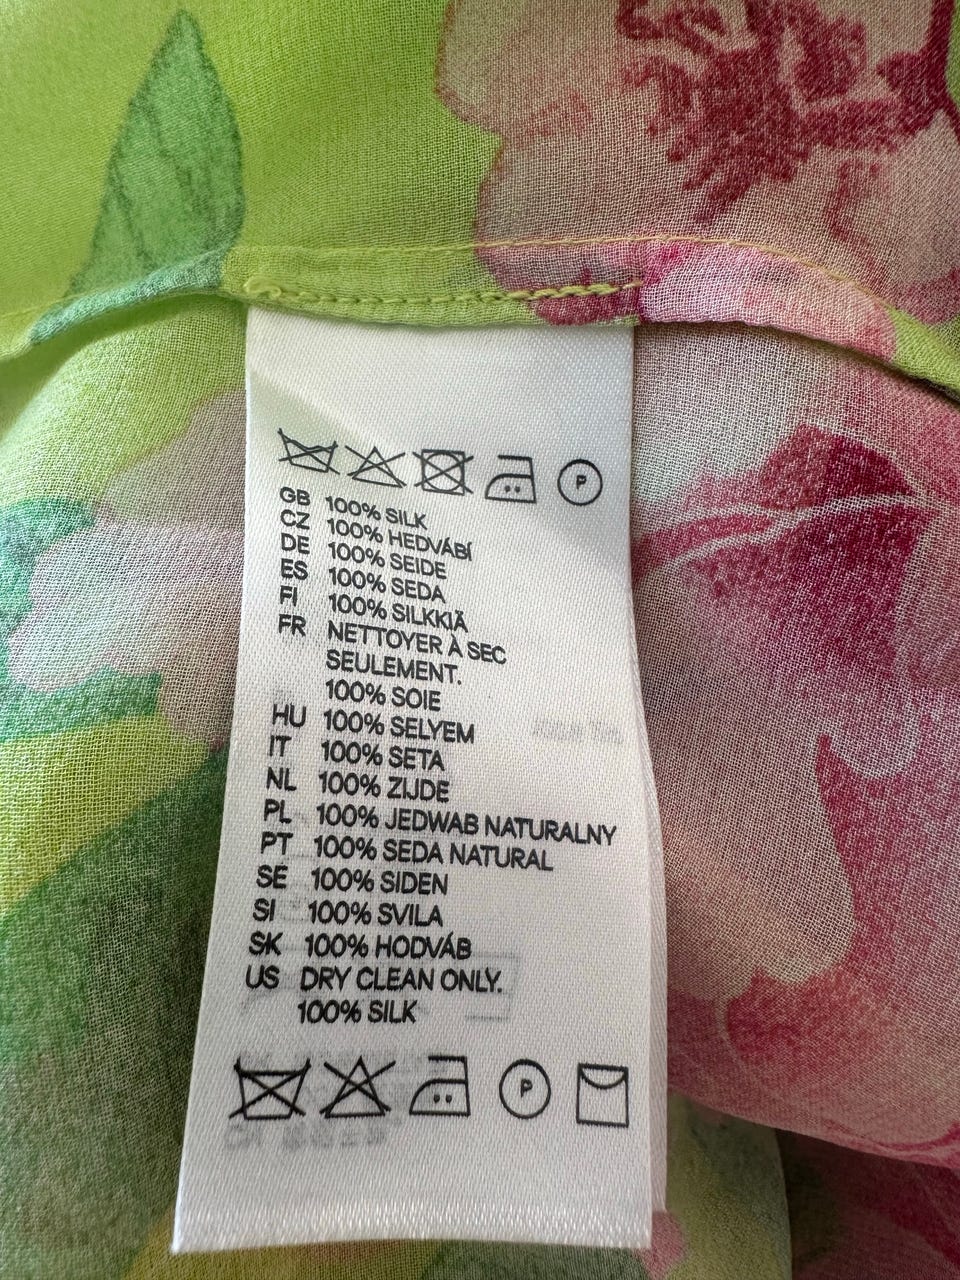 P
GB 100% SILK
CZ 100% HEDVÁBÍ
DE 100% SEIDE
ES 100% SEDA
FI 100% SILKKIÄ
FR NETTOYER À SEC
SEULEMENT.
100% SOIE
HU 100% SELYEM
IT 100% SETA
NL 100% ZIJDE
PL 100% JEDWAB NATURALNY
PT 100% SEDA NATURAL
SE 100% SIDEN
SI 100% SVILA
SK 100% HODVÁB
US DRY CLEAN ONLY.
100% SILK
P